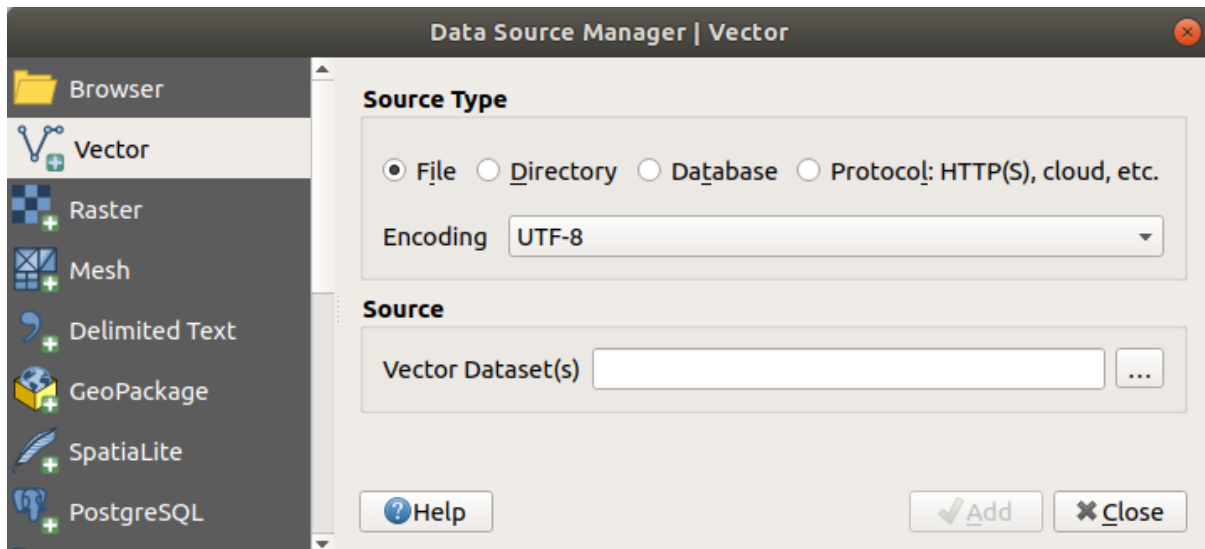 Data Source Manager | Vector
Browser
Vector
Raster
Mesh
Delimited Text
GeoPackage
SpatiaLite
PostgreSQL
Source Type
File Directory Database Protocol: HTTP(S), cloud, etc.
Encoding UTF-8
Source
Vector Dataset(s) ...
Help Add Close